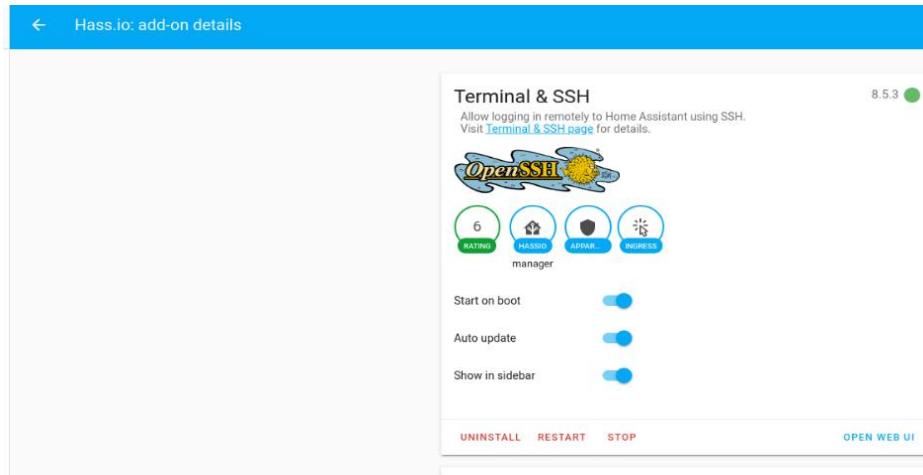 Hass.io: add-on details
Terminal & SSH
8.5.3
Allow logging in remotely to Home Assistant using SSH.
Visit Terminal & SSH page for details.
OpenSSH
6
RATING
HASSIO
APPAR...
INGRESS
manager
Start on boot
Auto update
Show in sidebar
UNINSTALL RESTART STOP
OPEN WEB UI